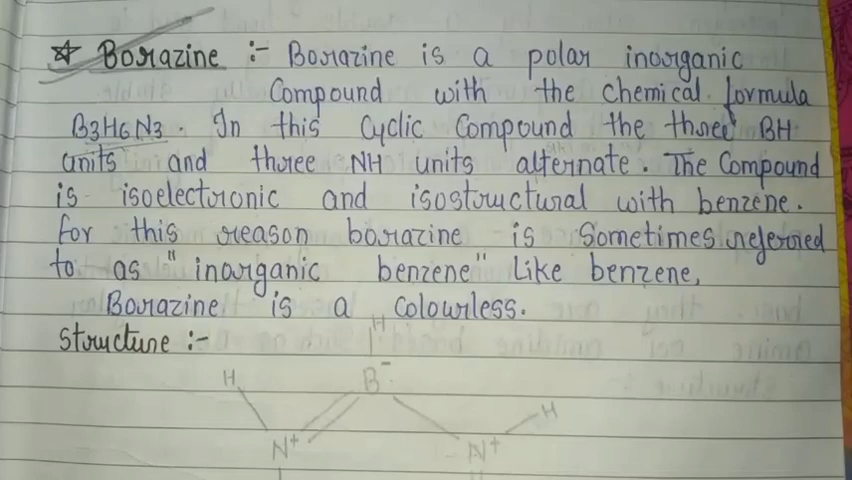 ☆ Borazine :- Borazine is a polar inorganic
Compound with the chemical formula
B3H6N3. In this Cyclic Compound the three BH
units and three NH units alternate. The Compound
is isoelectronic and isostructural with benzene.
for this reason borazine is Sometimes referred
to as "inorganic benzene" Like benzene,
Borazine is a Colourless.
Structure :-
H
H B-
H
N+ N+